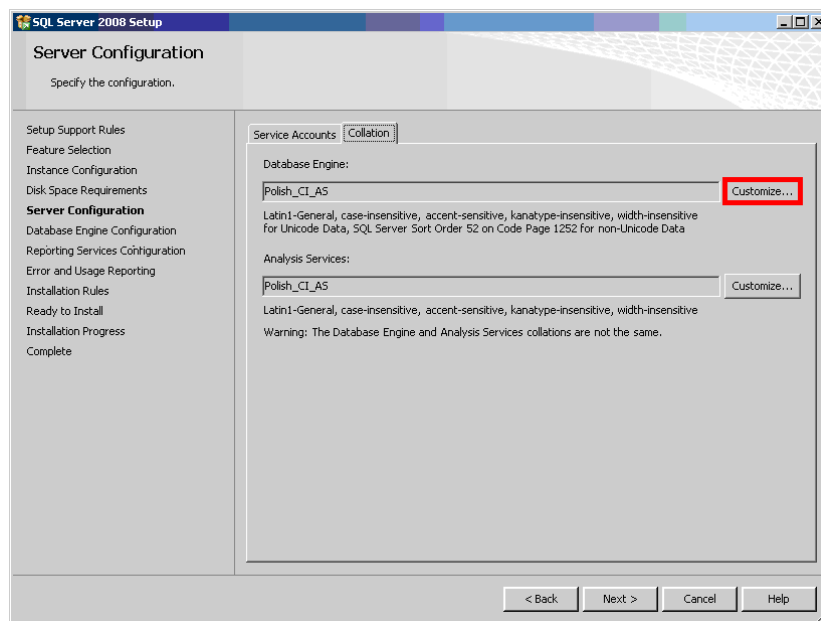 SQL Server 2008 Setup
Server Configuration
Specify the configuration.
Setup Support Rules
Feature Selection
Instance Configuration
Disk Space Requirements
Server Configuration
Database Engine Configuration
Reporting Services Configuration
Error and Usage Reporting
Installation Rules
Ready to Install
Installation Progress
Complete
Service Accounts Collation
Database Engine:
Polish_CI_AS Customize...
Latin1-General, case-insensitive, accent-sensitive, kanatype-insensitive, width-insensitive
for Unicode Data, SQL Server Sort Order 52 on Code Page 1252 for non-Unicode Data
Analysis Services:
Polish_CI_AS Customize...
Latin1-General, case-insensitive, accent-sensitive, kanatype-insensitive, width-insensitive
Warning: The Database Engine and Analysis Services collations are not the same.
< Back Next > Cancel Help